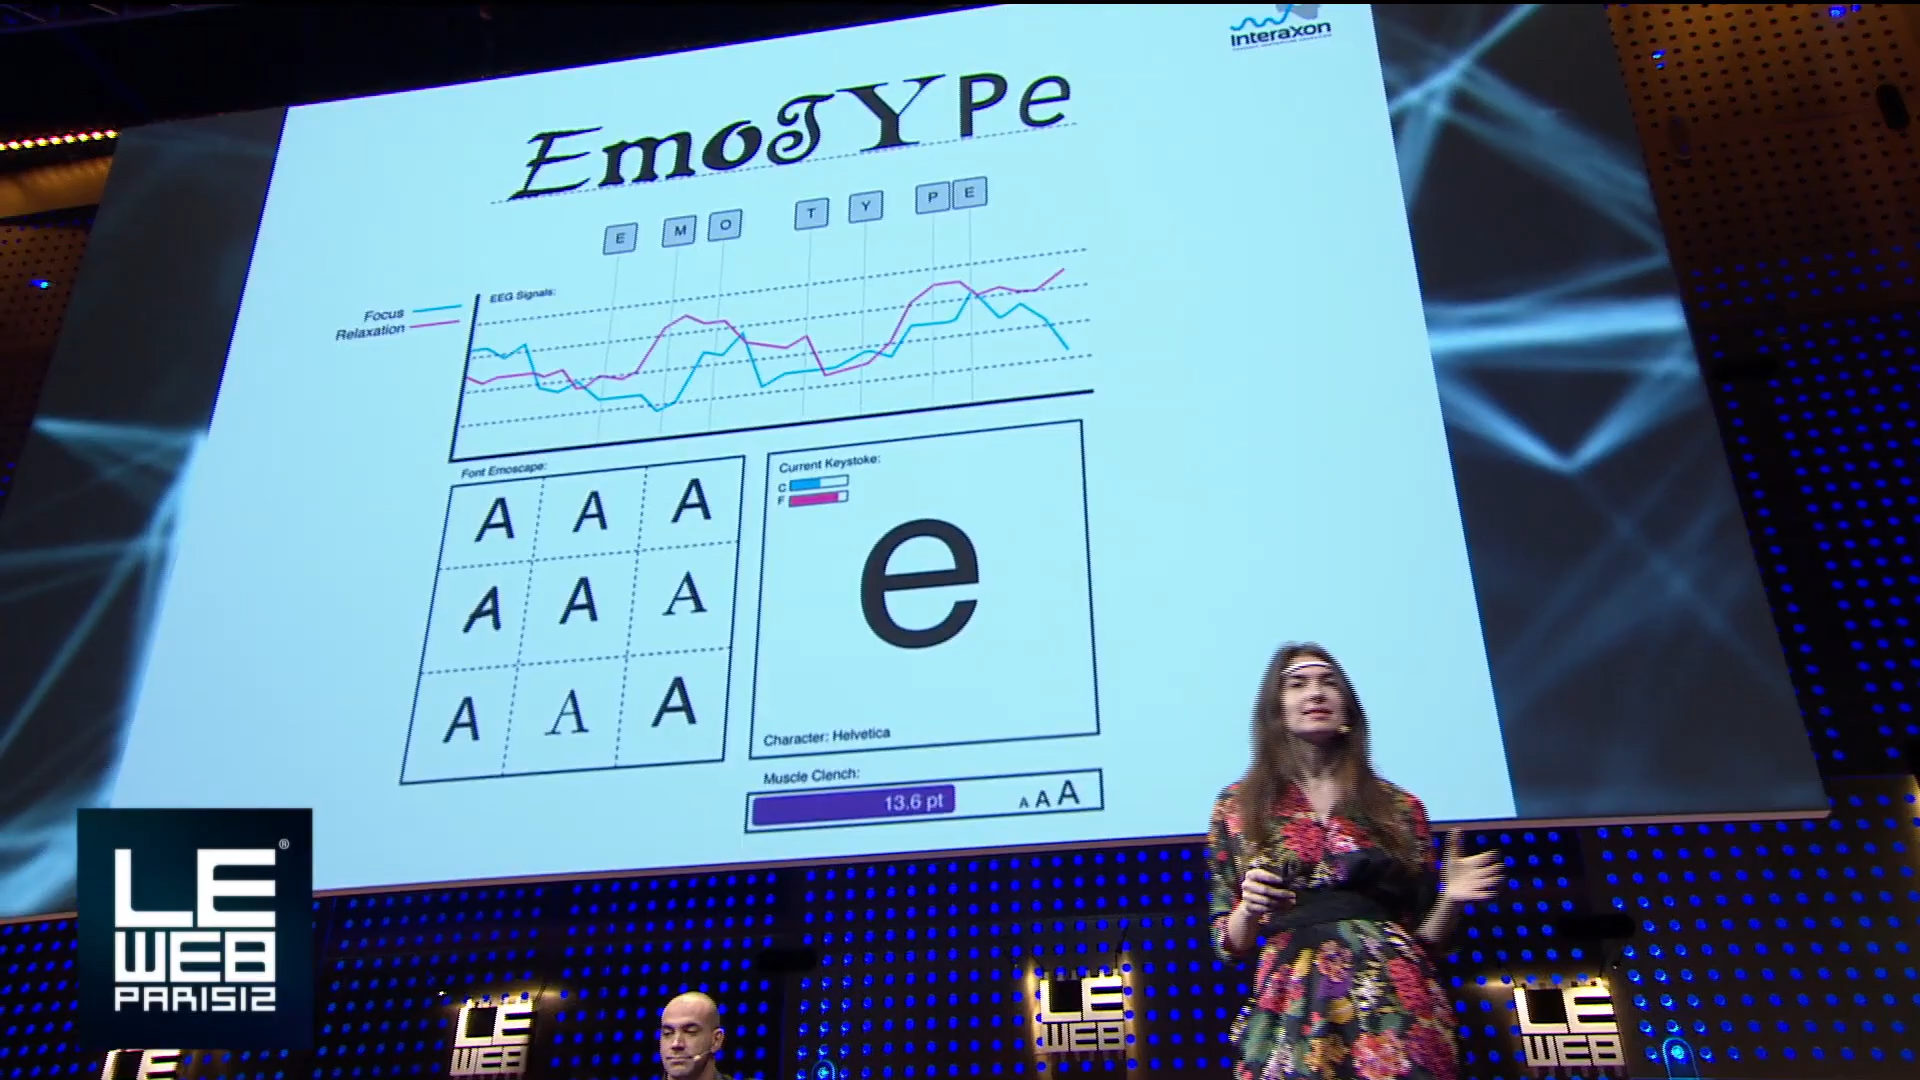 Interaxon
EmoTYPe
E M O T Y P E
EEG Signals:
Focus
Relaxation
Font Emoscape:
A A A
A A A
A A A
Current Keystoke:
C
F
e
Character: Helvetica
Muscle Clench:
13.6 pt
A A A
LE®
WEB
PARIS12
LE
WEB
LE
WEB
LE
WEB
LE